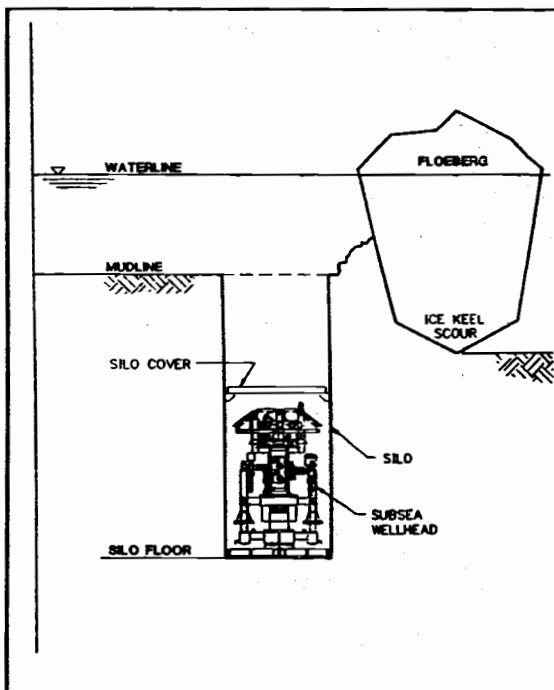 WATERLINE
FLOEBERG
MUDLINE
ICE KEEL
SCOUR
SILO COVER
SILO
SUBSEA
WELLHEAD
SILO FLOOR